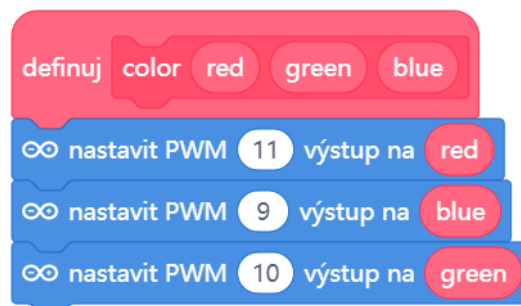 definuj color red green blue
nastavit PWM 11 výstup na red
nastavit PWM 9 výstup na blue
nastavit PWM 10 výstup na green